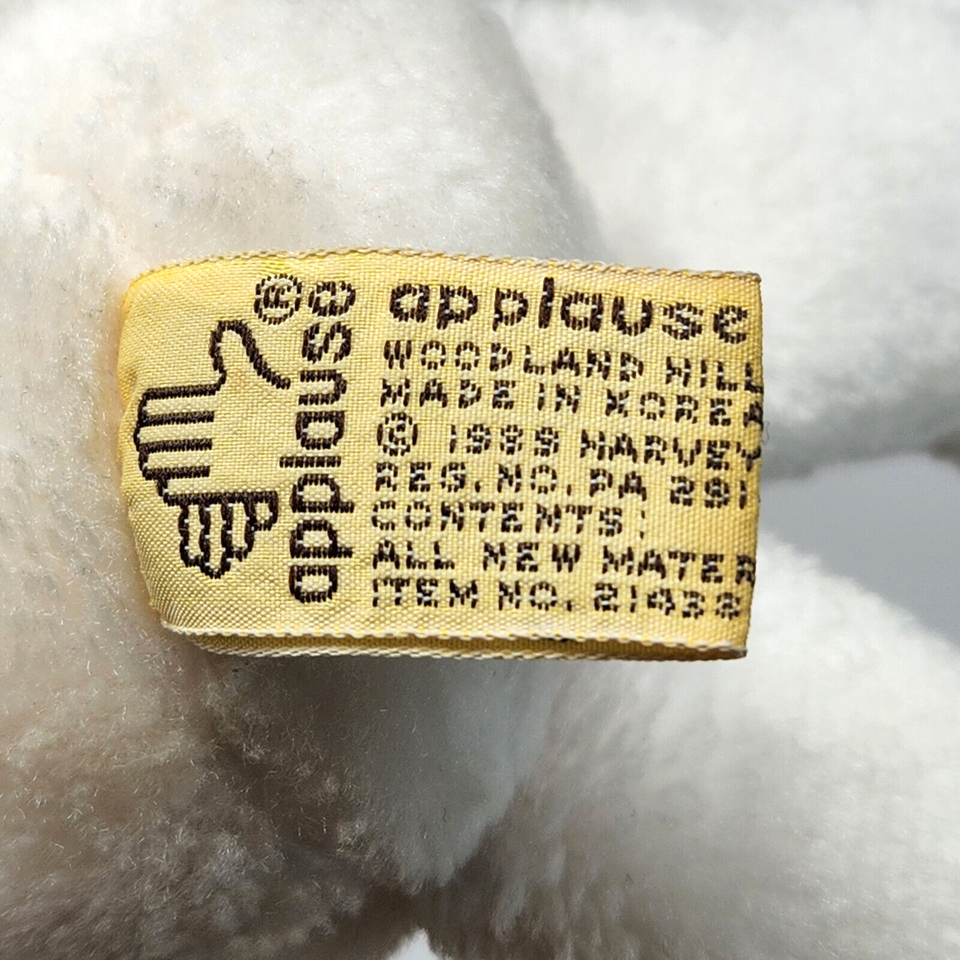 applause®
applause
WOODLAND HILL
MADE IN KOREA
© 1989 HARVEY
REG. NO. PA 291
CONTENTS:
ALL NEW MATER
ITEM NO. 21433